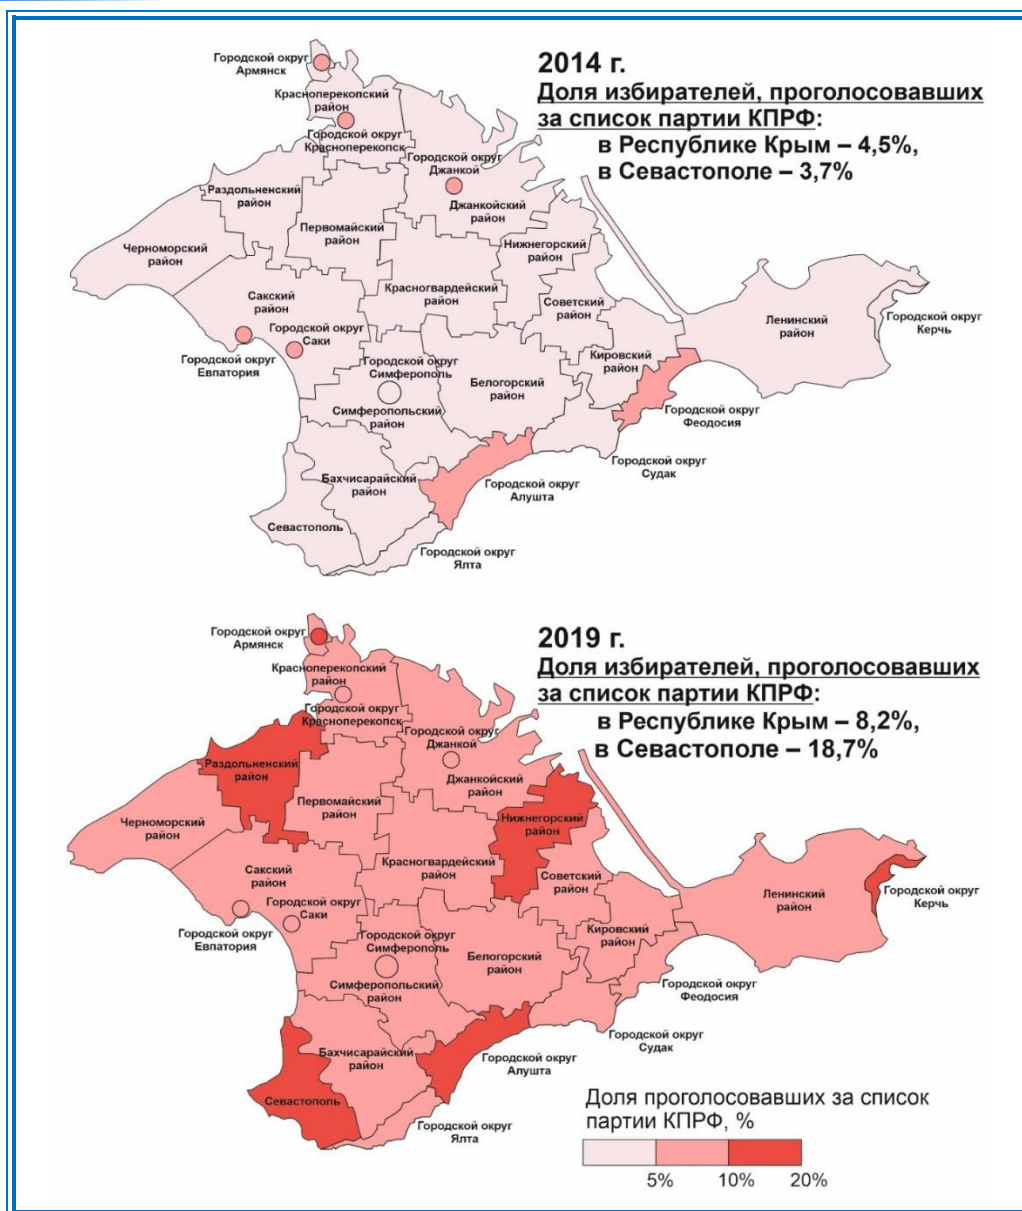 2014 г.
Доля избирателей, проголосовавших
за список партии КПРФ:
в Республике Крым – 4,5%,
в Севастополе – 3,7%
Городской округ
Армянск
Красноперекопский
район
Городской округ
Красноперекопск
Городской округ
Джанкой
Джанкойский
район
Раздольненский
район
Первомайский
район
Черноморский
район
Нижнегорский
район
Красногвардейский
район
Советский
район
Сакский
район
Городской округ
Саки
Городской округ
Евпатория
Ленинский
район
Городской округ
Керчь
Городской округ
Симферополь
Кировский
район
Белогорский
район
Симферопольский
район
Городской округ
Феодосия
Городской округ
Судак
Бахчисарайский
район
Городской округ
Алушта
Севастополь
Городской округ
Ялта
2019 г.
Доля избирателей, проголосовавших
за список партии КПРФ:
в Республике Крым – 8,2%,
в Севастополе – 18,7%
Городской округ
Армянск
Красноперекопский
район
Городской округ
Красноперекопск
Городской округ
Джанкой
Джанкойский
район
Раздольненский
район
Первомайский
район
Черноморский
район
Нижнегорский
район
Красногвардейский
район
Советский
район
Сакский
район
Городской округ
Саки
Городской округ
Евпатория
Ленинский
район
Городской округ
Керчь
Городской округ
Симферополь
Кировский
район
Белогорский
район
Симферопольский
район
Городской округ
Феодосия
Городской округ
Судак
Бахчисарайский
район
Городской округ
Алушта
Севастополь
Городской округ
Ялта
Доля проголосовавших за список
партии КПРФ, %
5% 10% 20%